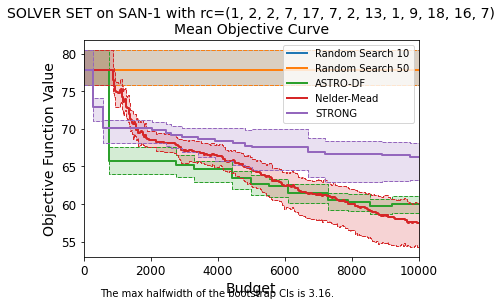 SOLVER SET on SAN-1 with rc=(1, 2, 2, 7, 17, 7, 2, 13, 1, 9, 18, 16, 7)
Mean Objective Curve
Random Search 10
Random Search 50
ASTRO-DF
Nelder-Mead
STRONG
Objective Function Value
80
75
70
65
60
55
0 2000 4000 6000 8000 10000
Budget
The max halfwidth of the bootstrap CIs is 3.16.